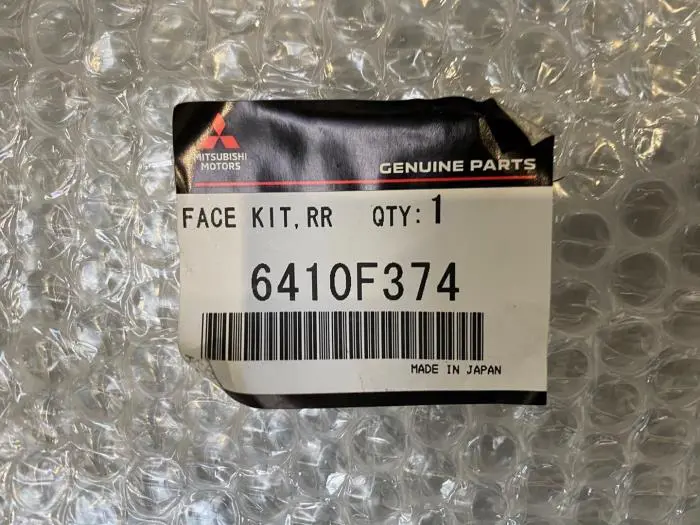 MITSUBISHI
MOTORS
GENUINE PARTS
FACE KIT,RR QTY:1
6410F374
MADE IN JAPAN